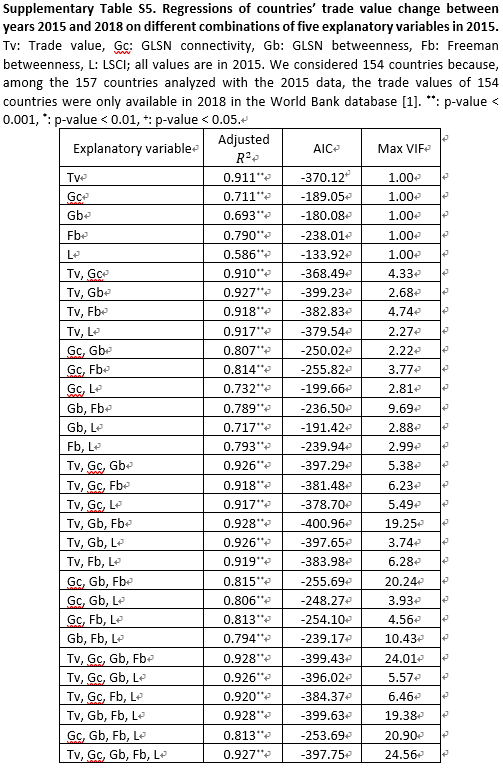 Supplementary Table S5. Regressions of countries' trade value change between
years 2015 and 2018 on different combinations of five explanatory variables in 2015.
Tv: Trade value, Gc: GLSN connectivity, Gb: GLSN betweenness, Fb: Freeman
betweenness, L: LSCI; all values are in 2015. We considered 154 countries because,
among the 157 countries analyzed with the 2015 data, the trade values of 154
countries were only available in 2018 in the World Bank database [1]. **: p-value <
0.001, *: p-value < 0.01, +: p-value < 0.05.
Explanatory variable Adjusted R² AIC Max VIF
Tv 0.911** -370.12 1.00
Gc 0.711** -189.05 1.00
Gb 0.693** -180.08 1.00
Fb 0.790** -238.01 1.00
L 0.586** -133.92 1.00
Tv, Gc 0.910** -368.49 4.33
Tv, Gb 0.927** -399.23 2.68
Tv, Fb 0.918** -382.83 4.74
Tv, L 0.917** -379.54 2.27
Gc, Gb 0.807** -250.02 2.22
Gc, Fb 0.814** -255.82 3.77
Gc, L 0.732** -199.66 2.81
Gb, Fb 0.789** -236.50 9.69
Gb, L 0.717** -191.42 2.88
Fb, L 0.793** -239.94 2.99
Tv, Gc, Gb 0.926** -397.29 5.38
Tv, Gc, Fb 0.918** -381.48 6.23
Tv, Gc, L 0.917** -378.70 5.49
Tv, Gb, Fb 0.928** -400.96 19.25
Tv, Gb, L 0.926** -397.65 3.74
Tv, Fb, L 0.919** -383.98 6.28
Gc, Gb, Fb 0.815** -255.69 20.24
Gc, Gb, L 0.806** -248.27 3.93
Gc, Fb, L 0.813** -254.10 4.56
Gb, Fb, L 0.794** -239.17 10.43
Tv, Gc, Gb, Fb 0.928** -399.43 24.01
Tv, Gc, Gb, L 0.926** -396.02 5.57
Tv, Gc, Fb, L 0.920** -384.37 6.46
Tv, Gb, Fb, L 0.928** -399.63 19.38
Gc, Gb, Fb, L 0.813** -253.69 20.90
Tv, Gc, Gb, Fb, L 0.927** -397.75 24.56